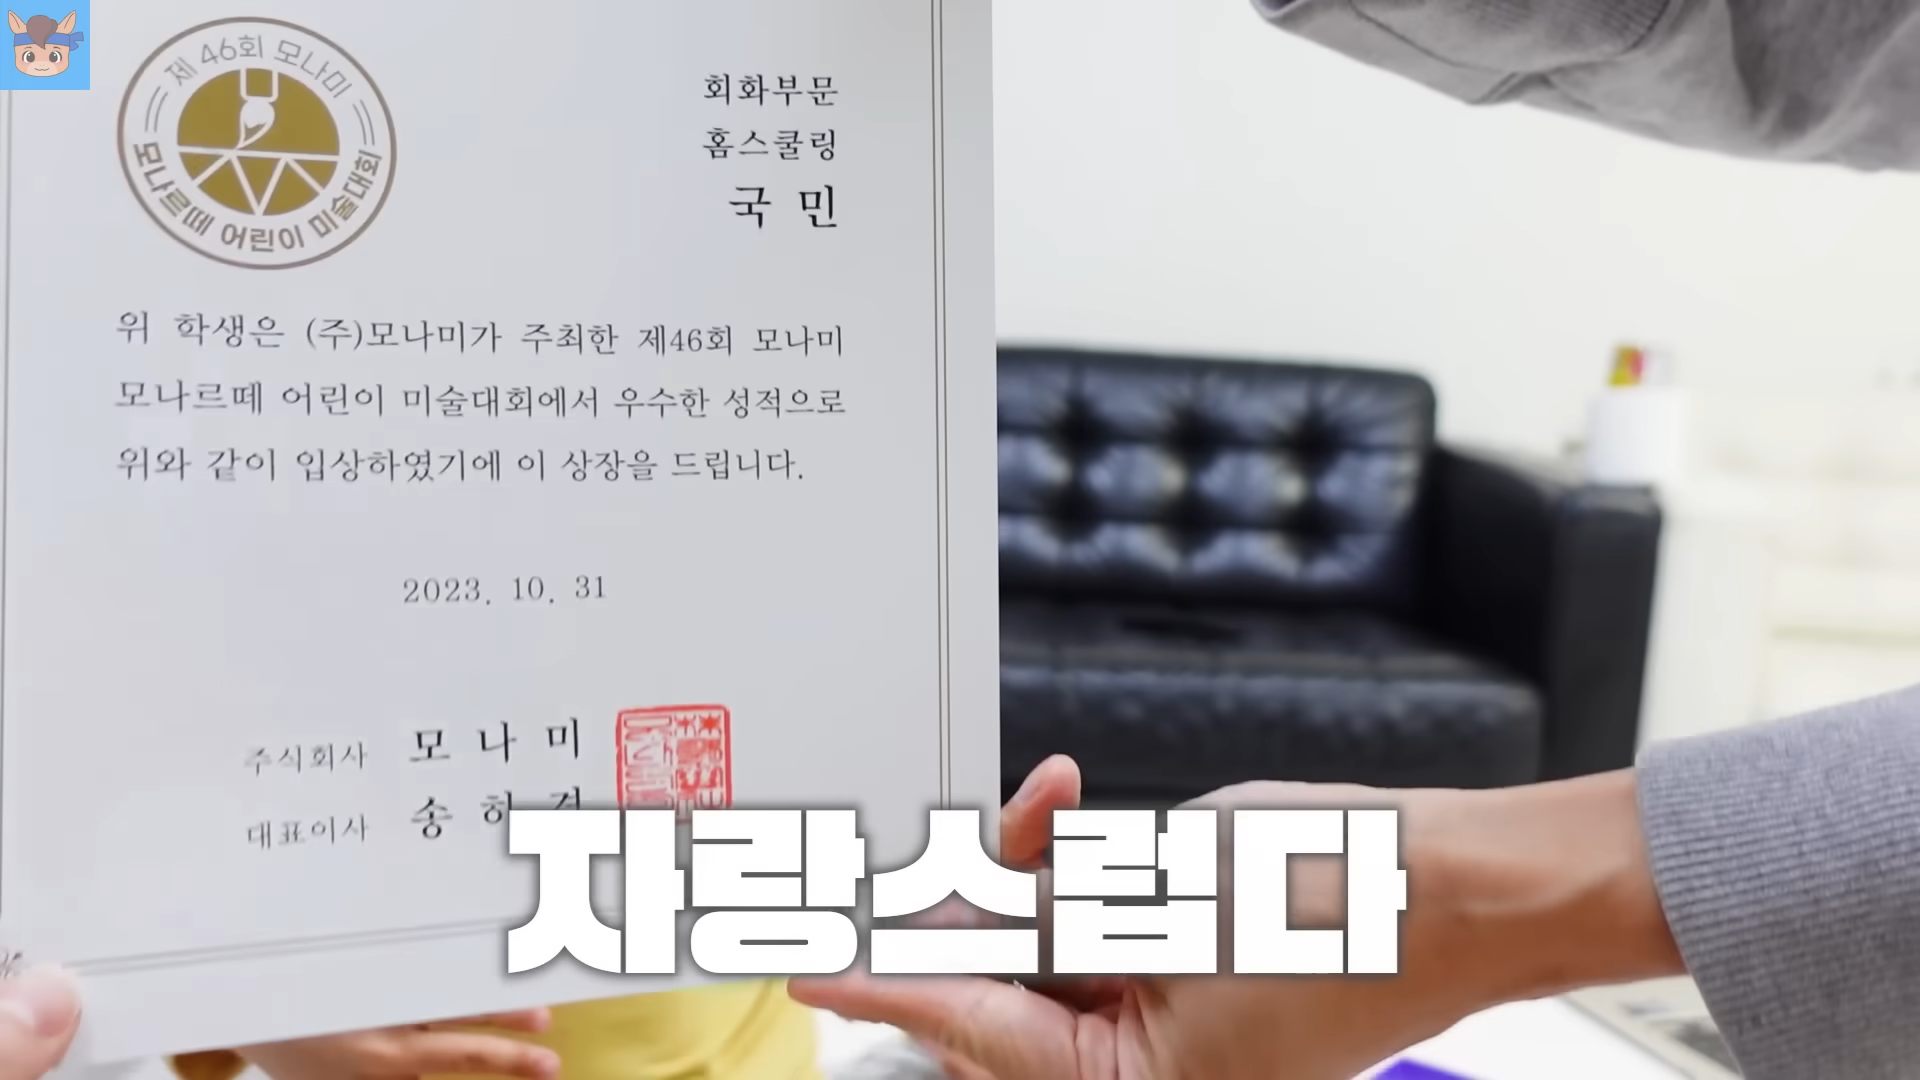 제 46회 모나미
모나르떼 어린이 미술대회
회화부문
홈스쿨링
국 민
위 학생은 (주)모나미가 주최한 제46회 모나미
모나르떼 어린이 미술대회에서 우수한 성적으로
위와 같이 입상하였기에 이 상장을 드립니다.
2023. 10. 31
주식회사 모 나 미
대표이사 송
자랑스럽다